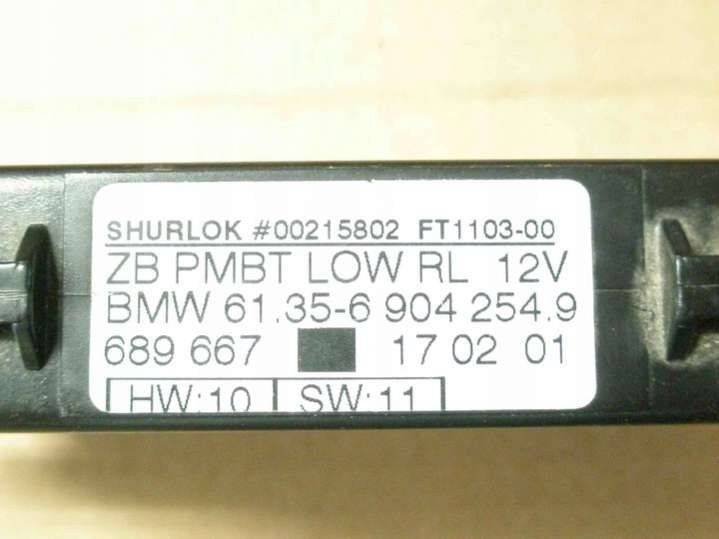 SHURLOK #00215802 FT1103-00
ZB PMBT LOW RL 12V
BMW 61.35-6 904 254.9
689 667 17 02 01
HW:10 SW:11